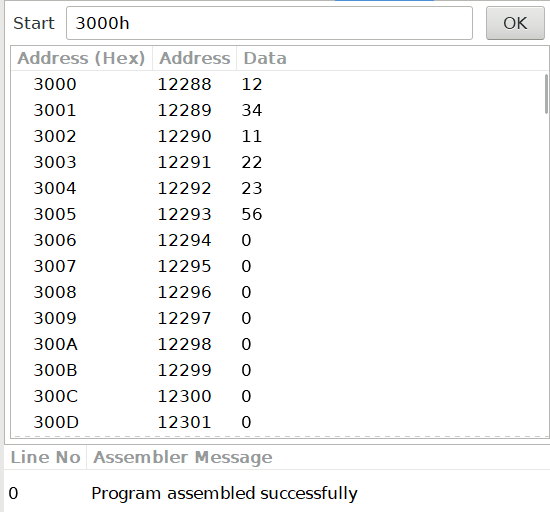 Start 3000h OK
Address (Hex) Address Data
3000 12288 12
3001 12289 34
3002 12290 11
3003 12291 22
3004 12292 23
3005 12293 56
3006 12294 0
3007 12295 0
3008 12296 0
3009 12297 0
300A 12298 0
300B 12299 0
300C 12300 0
300D 12301 0
Line No Assembler Message
0 Program assembled successfully